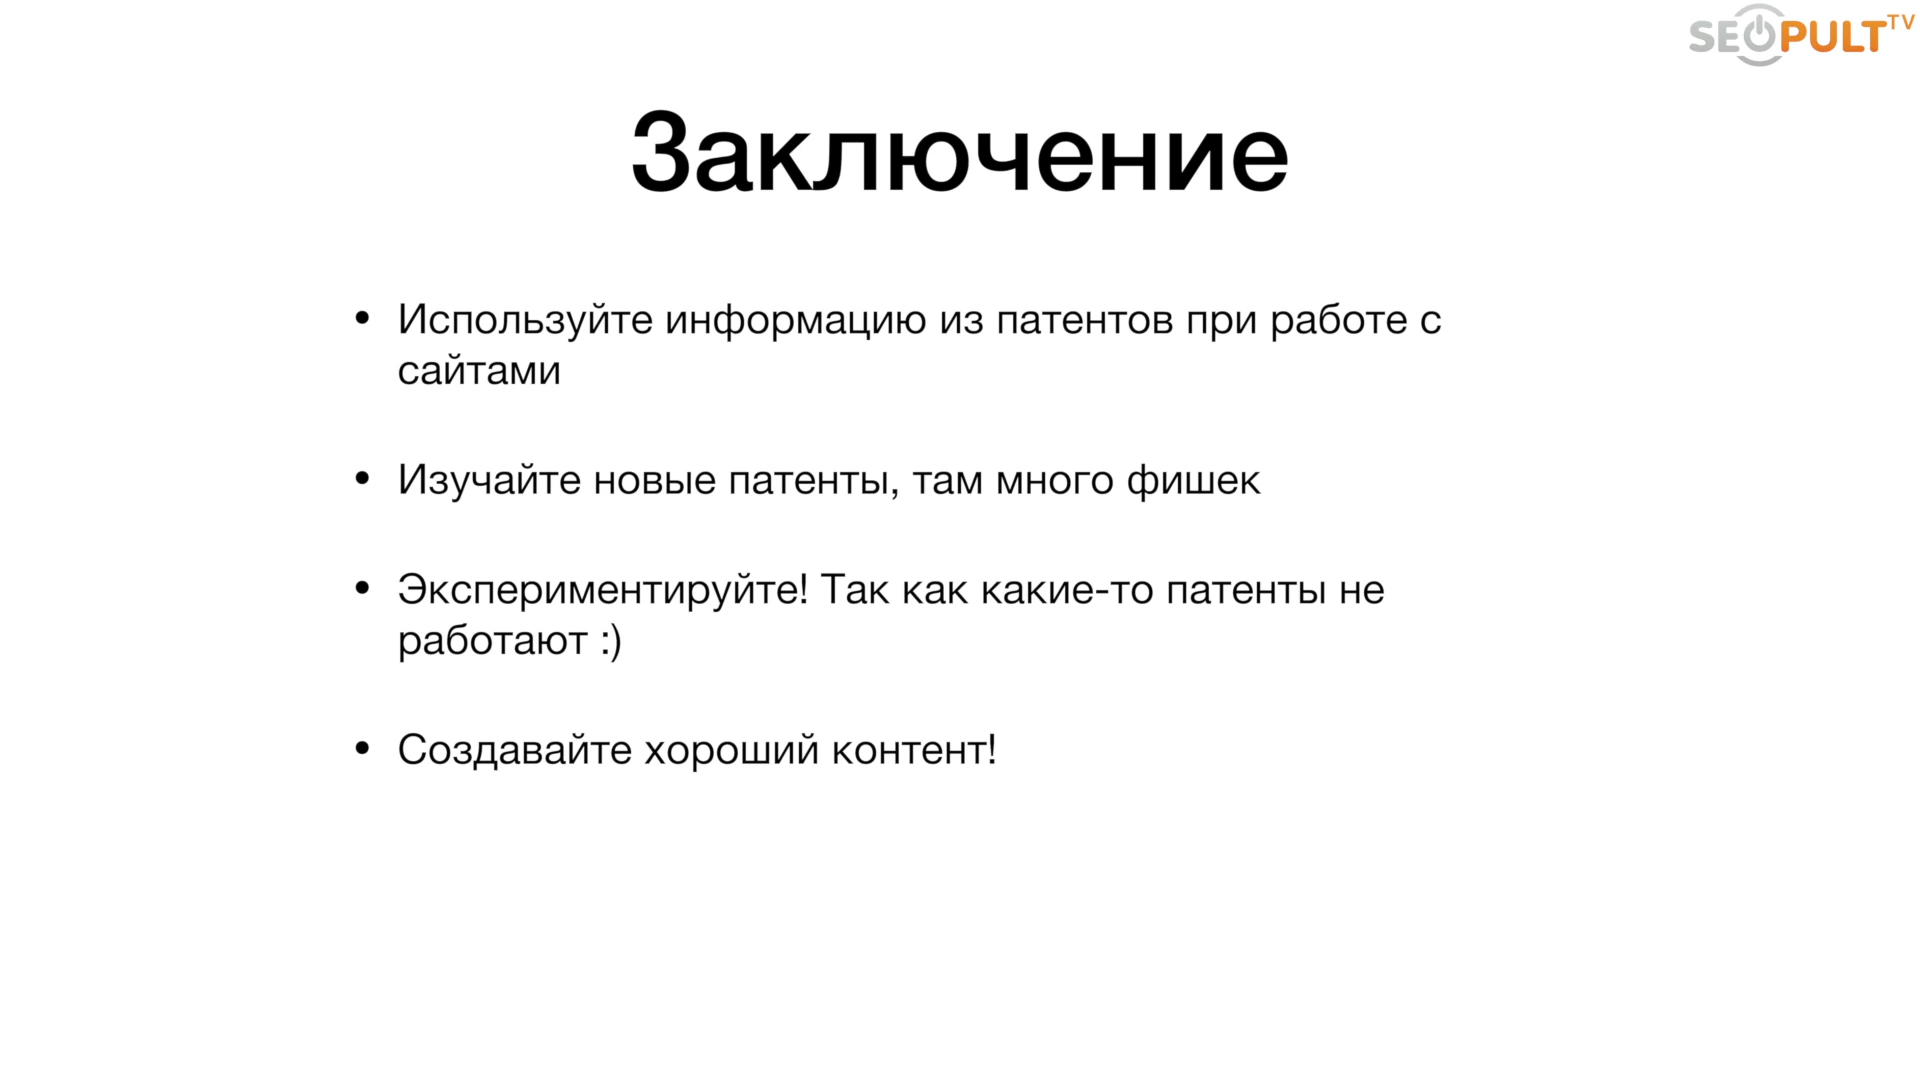 SEOPULT TV
Заключение
• Используйте информацию из патентов при работе с
сайтами
• Изучайте новые патенты, там много фишек
• Экспериментируйте! Так как какие-то патенты не
работают :)
• Создавайте хороший контент!